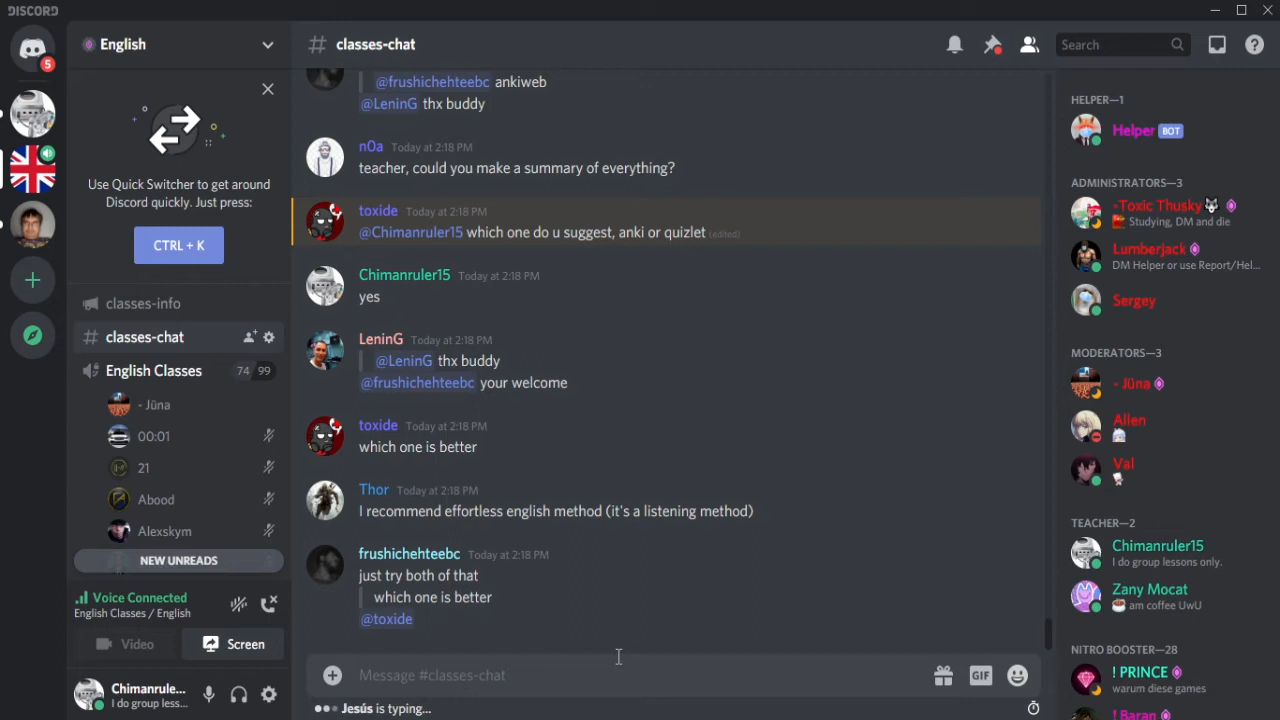 DISCORD
5
English
Use Quick Switcher to get around
Discord quickly. Just press:
CTRL + K
classes-info
classes-chat
English Classes 74 99
- Jüna
00:01
21
Abood
Alexskym
NEW UNREADS
Voice Connected
English Classes / English
Video
Screen
Chimanrule...
I do group less...
# classes-chat
Search
@frushichehteebc ankiweb
@LeninG thx buddy
n0a Today at 2:18 PM
teacher, could you make a summary of everything?
toxide Today at 2:18 PM
@Chimanruler15 which one do u suggest, anki or quizlet (edited)
Chimanruler15 Today at 2:18 PM
yes
LeninG Today at 2:18 PM
@LeninG thx buddy
@frushichehteebc your welcome
toxide Today at 2:18 PM
which one is better
Thor Today at 2:18 PM
I recommend effortless english method (it's a listening method)
frushichehteebc Today at 2:18 PM
just try both of that
which one is better
@toxide
Message #classes-chat
GIF
Jesús is typing...
HELPER—1
Helper BOT
ADMINISTRATORS—3
-Toxic Thusky
Studying, DM and die
Lumberjack
DM Helper or use Report/Hel...
Sergey
MODERATORS—3
- Jüna
Allen
Val
TEACHER—2
Chimanruler15
I do group lessons only.
Zany Mocat
am coffee UwU
NITRO BOOSTER—28
! PRINCE
warum diese games
! Baran